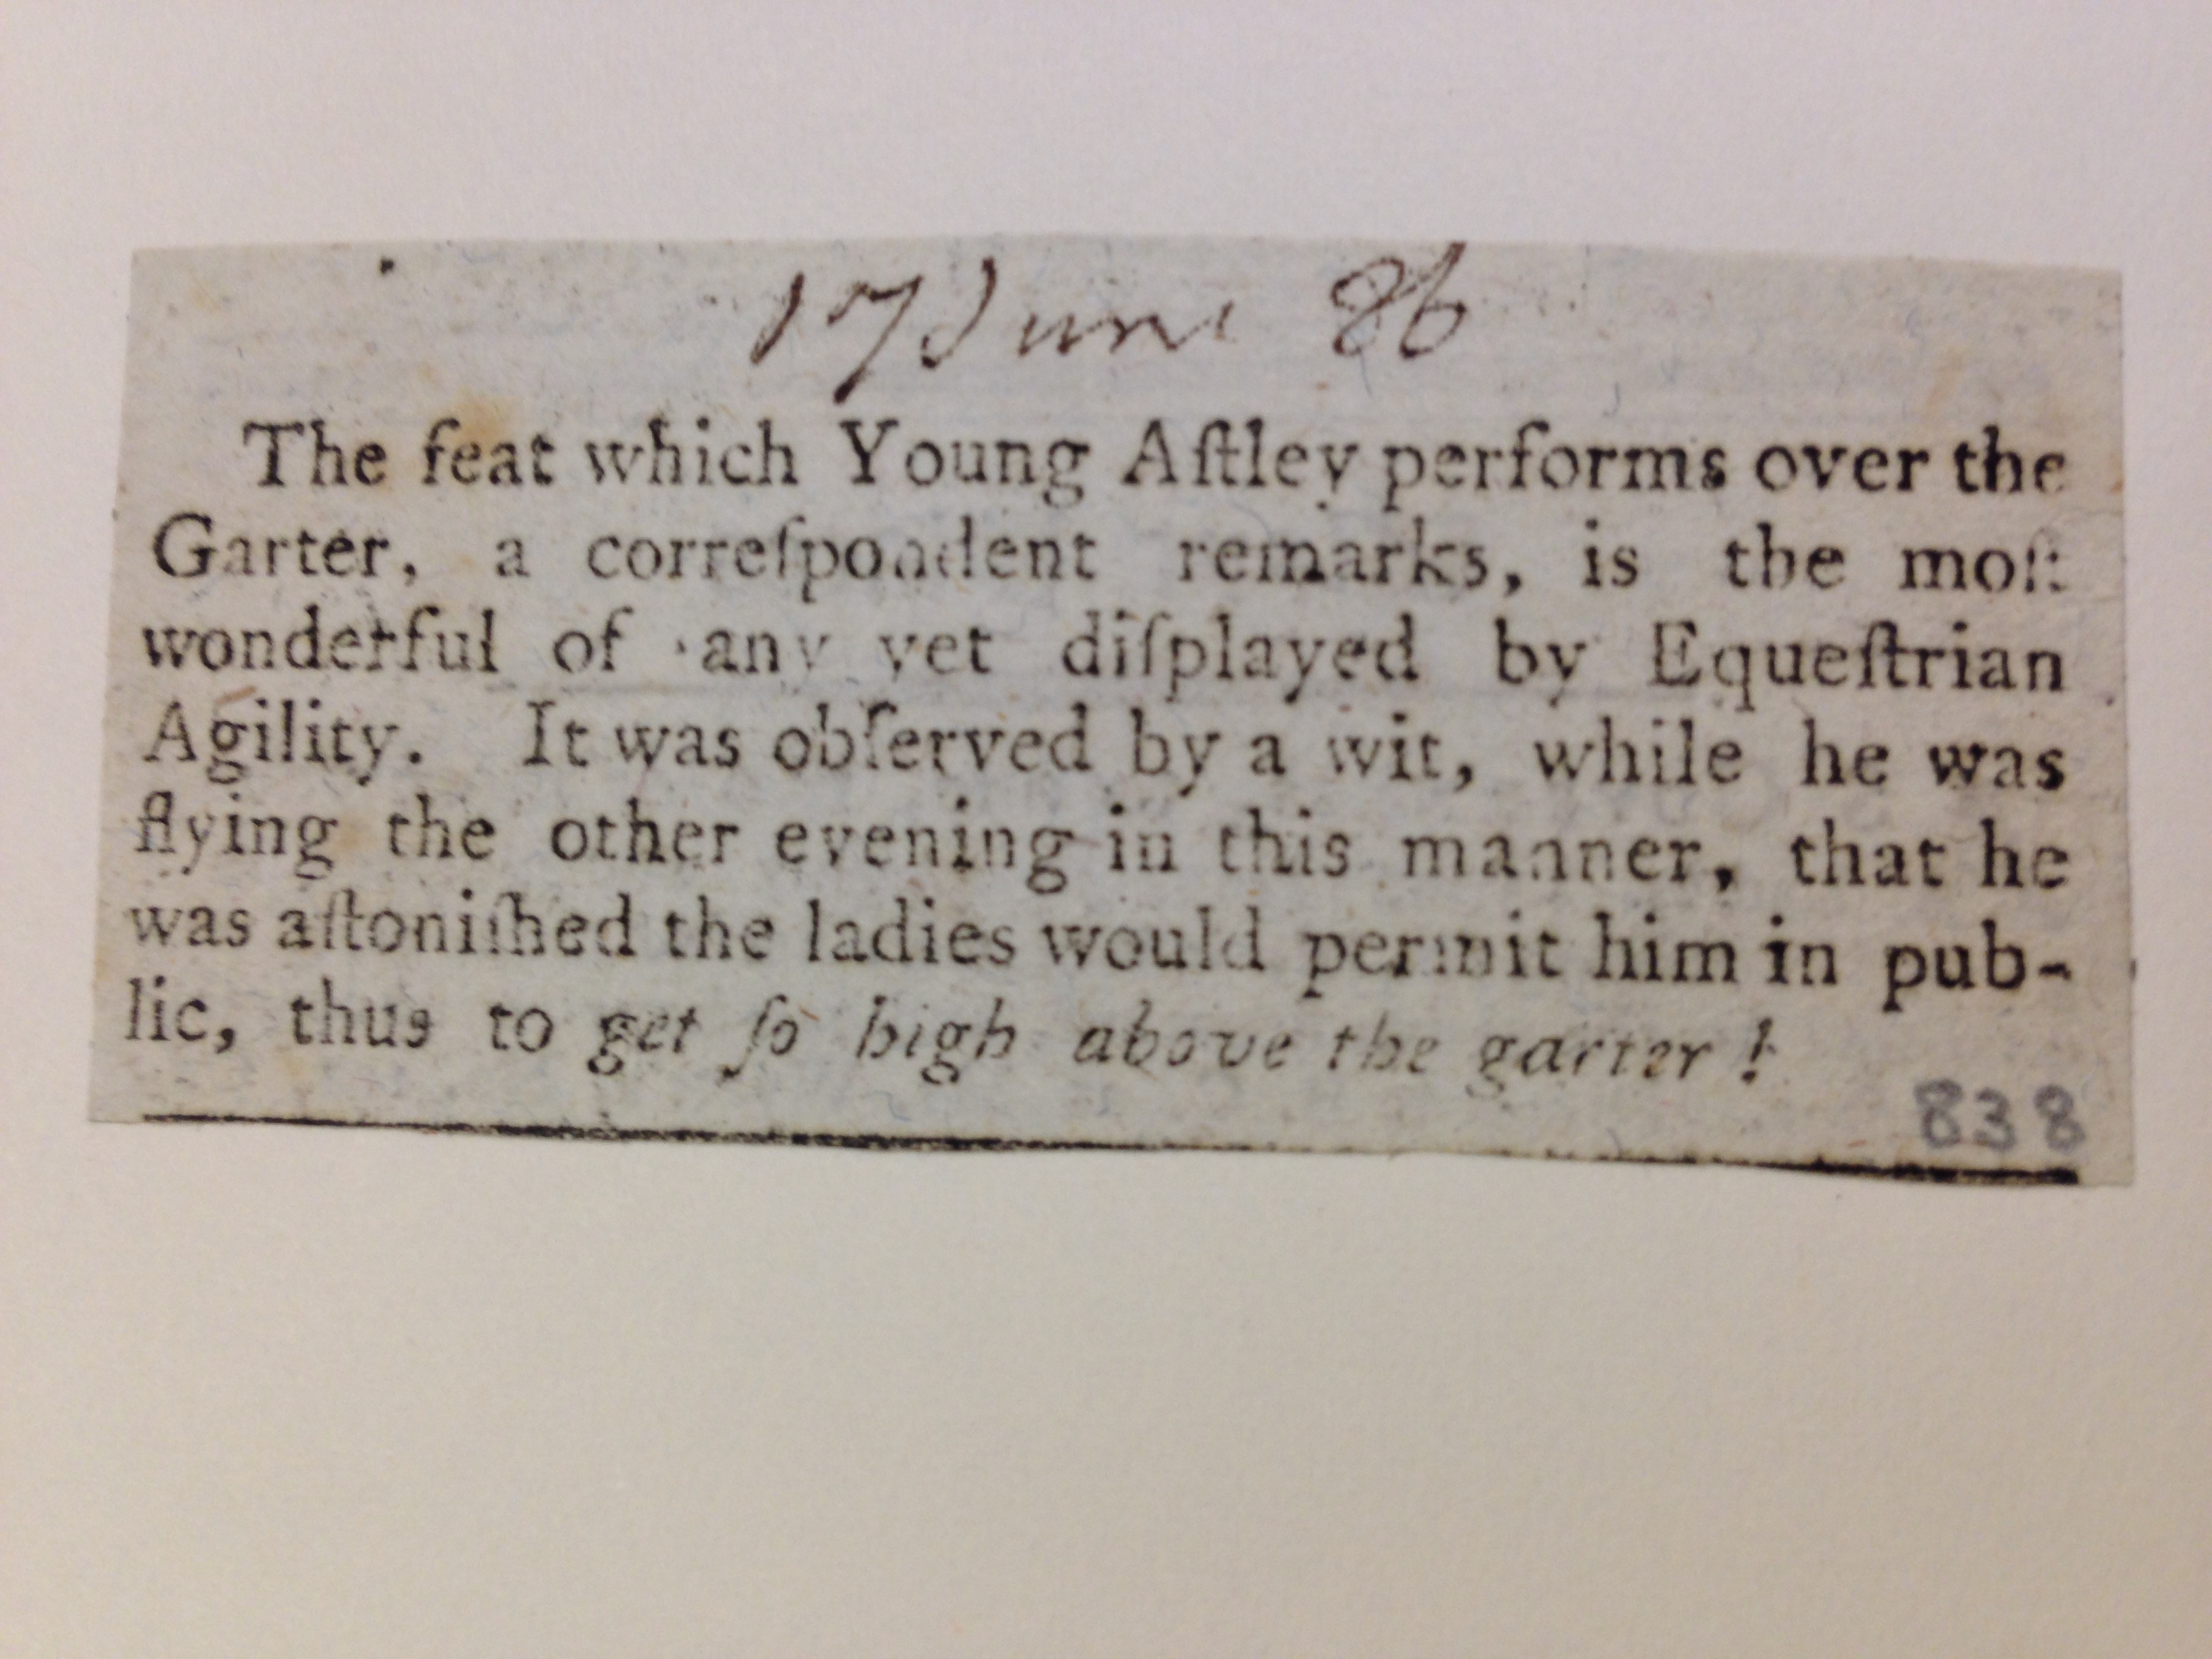 17 June 86
The feat which Young Aſtley performs over the
Garter, a correſpondent remarks, is the moſt
wonderful of any yet diſplayed by Equeſtrian
Agility. It was obſerved by a wit, while he was
flying the other evening in this manner, that he
was aſtoniſhed the ladies would permit him in pub-
lic, thus to get ſo high above the garter!
838